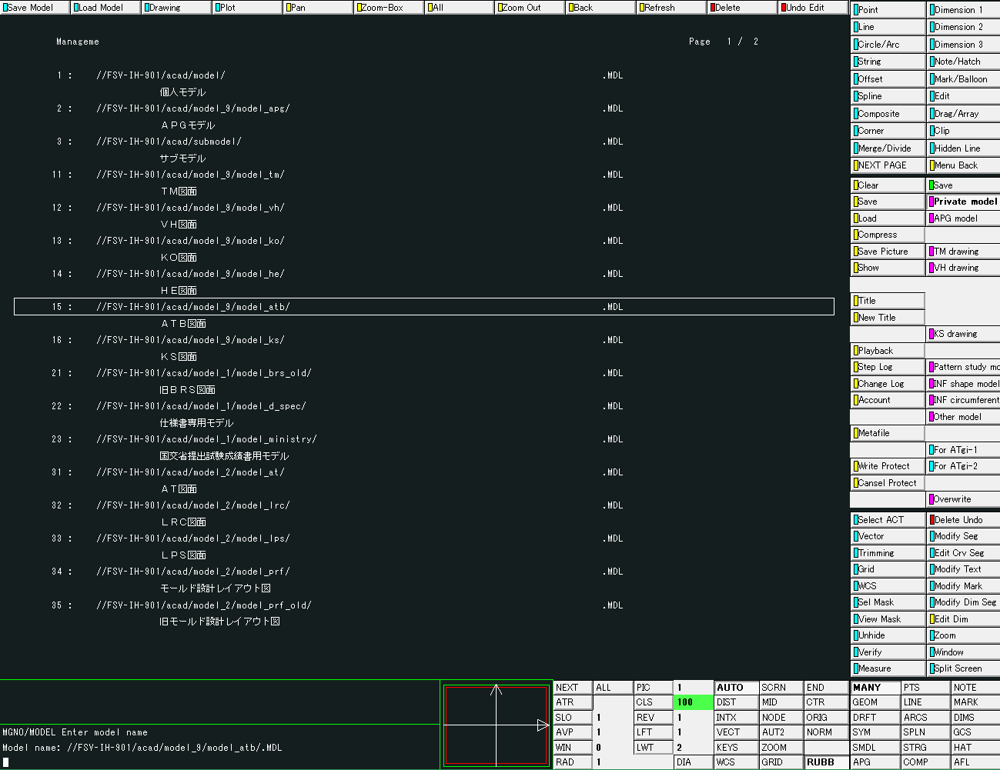 Save Model Load Model Drawing Plot Pan Zoom-Box All Zoom Out Back Refresh Delete Undo Edit
Manageme Page 1 / 2
1 : //FSV-IH-901/acad/model/ .MDL
個人モデル
2 : //FSV-IH-901/acad/model_9/model_apg/ .MDL
ＡＰＧモデル
3 : //FSV-IH-901/acad/submodel/ .MDL
サブモデル
11 : //FSV-IH-901/acad/model_9/model_tm/ .MDL
ＴＭ図面
12 : //FSV-IH-901/acad/model_9/model_vh/ .MDL
ＶＨ図面
13 : //FSV-IH-901/acad/model_9/model_ko/ .MDL
ＫＯ図面
14 : //FSV-IH-901/acad/model_9/model_he/ .MDL
ＨＥ図面
15 : //FSV-IH-901/acad/model_9/model_atb/ .MDL
ＡＴＢ図面
16 : //FSV-IH-901/acad/model_9/model_ks/ .MDL
ＫＳ図面
21 : //FSV-IH-901/acad/model_1/model_brs_old/ .MDL
旧ＢＲＳ図面
22 : //FSV-IH-901/acad/model_1/model_d_spec/ .MDL
仕様書専用モデル
23 : //FSV-IH-901/acad/model_1/model_ministry/ .MDL
国交省提出試験成績書用モデル
31 : //FSV-IH-901/acad/model_2/model_at/ .MDL
ＡＴ図面
32 : //FSV-IH-901/acad/model_2/model_lrc/ .MDL
ＬＲＣ図面
33 : //FSV-IH-901/acad/model_2/model_lps/ .MDL
ＬＰＳ図面
34 : //FSV-IH-901/acad/model_2/model_prf/ .MDL
モールド設計レイアウト図
35 : //FSV-IH-901/acad/model_2/model_prf_old/ .MDL
旧モールド設計レイアウト図
MGNO/MODEL Enter model name
Model name: //FSV-IH-901/acad/model_9/model_atb/.MDL
Point Dimension 1
Line Dimension 2
Circle/Arc Dimension 3
String Note/Hatch
Offset Mark/Balloon
Spline Edit
Composite Drag/Array
Corner Clip
Merge/Divide Hidden Line
NEXT PAGE Menu Back
Clear Save
Save Private model
Load APG model
Compress
Save Picture TM drawing
Show VH drawing
Title
New Title
KS drawing
Playback
Step Log Pattern study mo
Change Log INF shape model
Account INF circumferent
Other model
Metafile
For ATgi-1
Write Protect For ATgi-2
Cansel Protect
Overwrite
Select ACT Delete Undo
Vector Modify Seg
Trimming Edit Crv Seg
Grid Modify Text
WCS Modify Mark
Sel Mask Modify Dim Seg
View Mask Edit Dim
Unhide Zoom
Verify Window
Measure Split Screen
NEXT ALL PIC 1 AUTO SCRN END MANY PTS NOTE
ATR CLS 100 DIST MID CTR GEOM LINE MARK
SLO 1 REV 1 INTX NODE ORIG DRFT ARCS DIMS
AVP 1 LFT 1 VECT AUT2 NORM SYM SPLN GCS
WIN 0 LWT 2 KEYS ZOOM SMDL STRG HAT
RAD 1 DIA WCS GRID RUBB APG COMP AFL